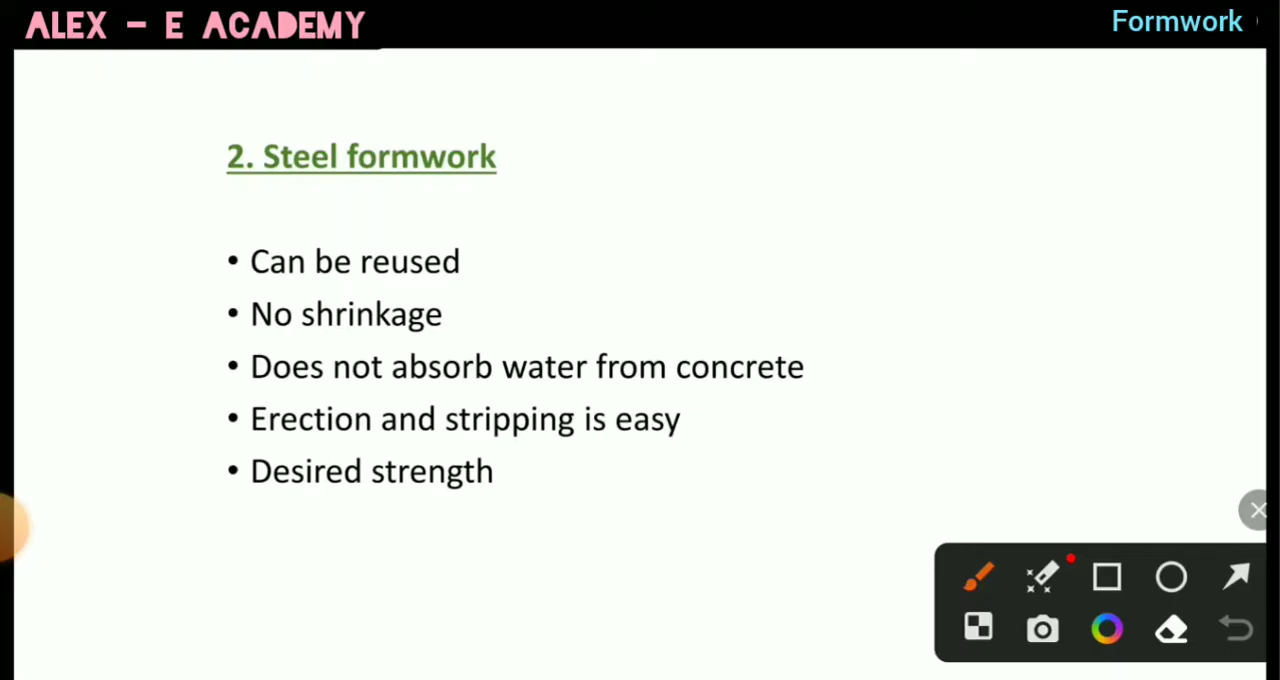 ALEX - E ACADEMY
Formwork
2. Steel formwork
• Can be reused
• No shrinkage
• Does not absorb water from concrete
• Erection and stripping is easy
• Desired strength